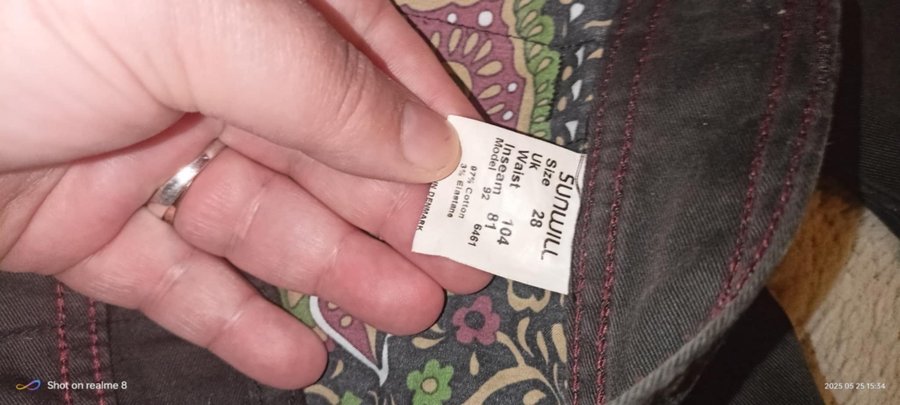 SUNWILL
Size 28
UK
Waist 104
Inseam 81
Model 92 6461
97% Cotton
3% Elastane
IN DENMARK
Shot on realme 8
2025.05.25 15:34